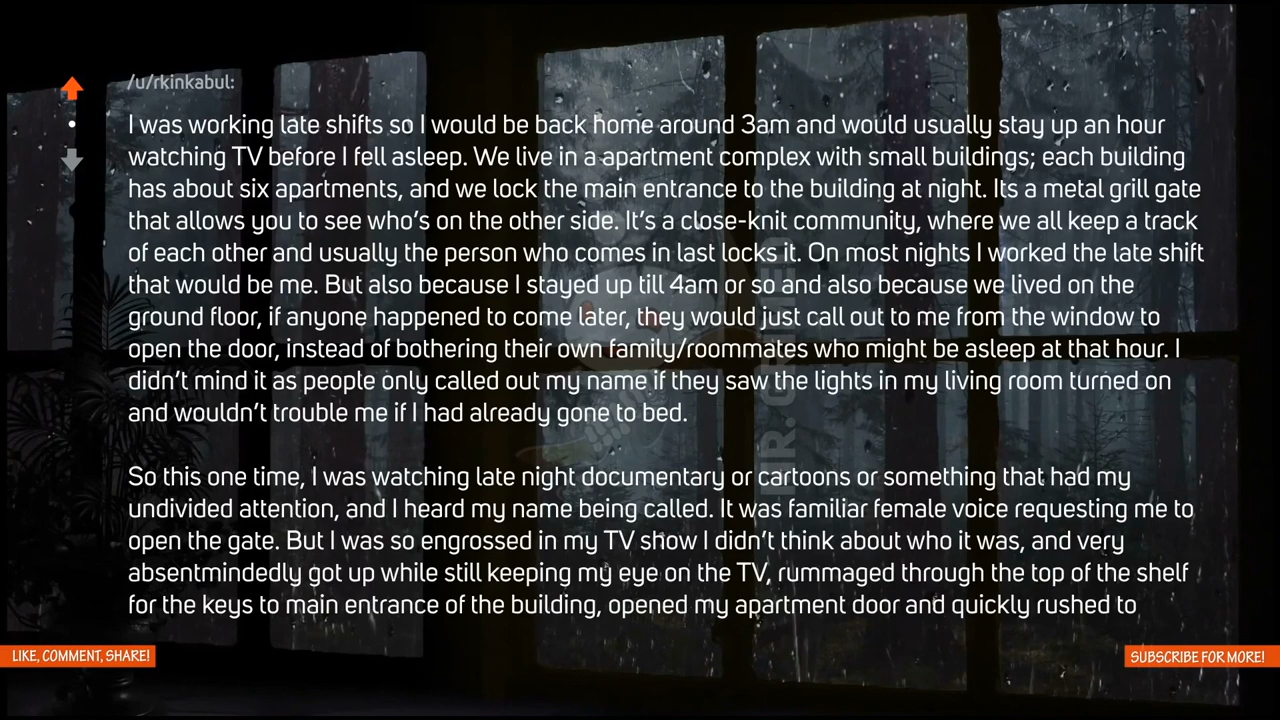 /u/rkinkabul:
I was working late shifts so I would be back home around 3am and would usually stay up an hour
watching TV before I fell asleep. We live in a apartment complex with small buildings; each building
has about six apartments, and we lock the main entrance to the building at night. Its a metal grill gate
that allows you to see who's on the other side. It's a close-knit community, where we all keep a track
of each other and usually the person who comes in last locks it. On most nights I worked the late shift
that would be me. But also because I stayed up till 4am or so and also because we lived on the
ground floor, if anyone happened to come later, they would just call out to me from the window to
open the door, instead of bothering their own family/roommates who might be asleep at that hour. I
didn't mind it as people only called out my name if they saw the lights in my living room turned on
and wouldn't trouble me if I had already gone to bed.
So this one time, I was watching late night documentary or cartoons or something that had my
undivided attention, and I heard my name being called. It was familiar female voice requesting me to
open the gate. But I was so engrossed in my TV show I didn't think about who it was, and very
absentmindedly got up while still keeping my eye on the TV, rummaged through the top of the shelf
for the keys to main entrance of the building, opened my apartment door and quickly rushed to
LIKE, COMMENT, SHARE!
SUBSCRIBE FOR MORE!